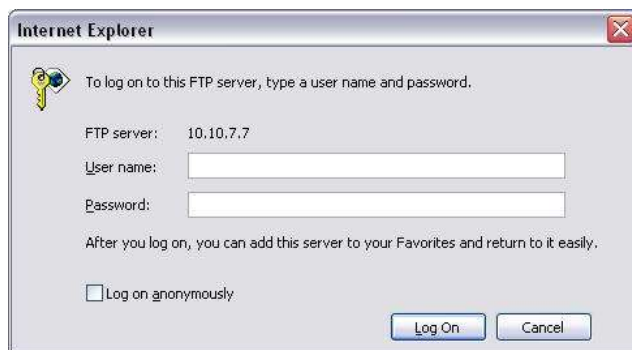 Internet Explorer
To log on to this FTP server, type a user name and password.
FTP server: 10.10.7.7
User name:
Password:
After you log on, you can add this server to your Favorites and return to it easily.
Log on anonymously
Log On Cancel